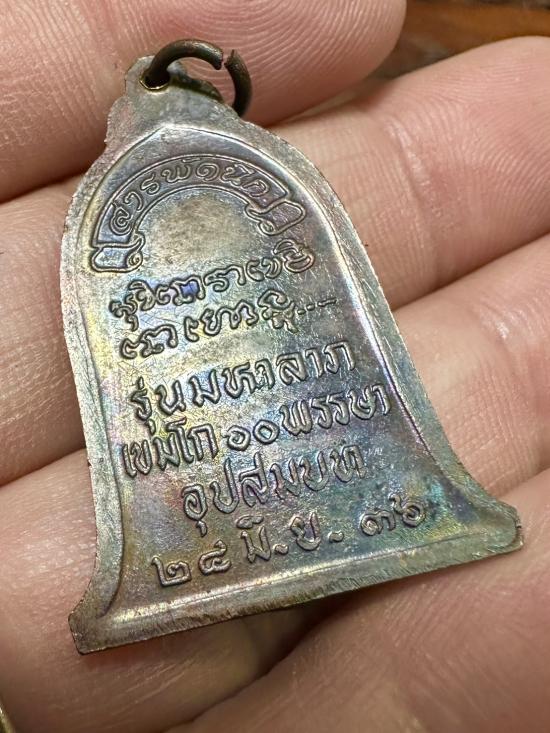 สารพัดนึก
รุ่นมหาลาภ
เขมโก ๖๐ พรรษา
อุปสมบท
๒๔ มิ.ย. ๓๖